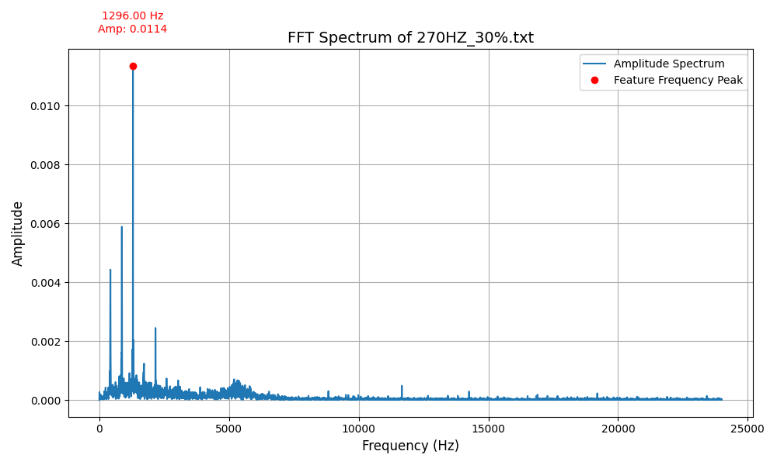 1296.00 Hz
Amp: 0.0114
FFT Spectrum of 270HZ_30%.txt
Amplitude Spectrum
Feature Frequency Peak
0.010
0.008
0.006
0.004
0.002
0.000
Amplitude
0 5000 10000 15000 20000 25000
Frequency (Hz)